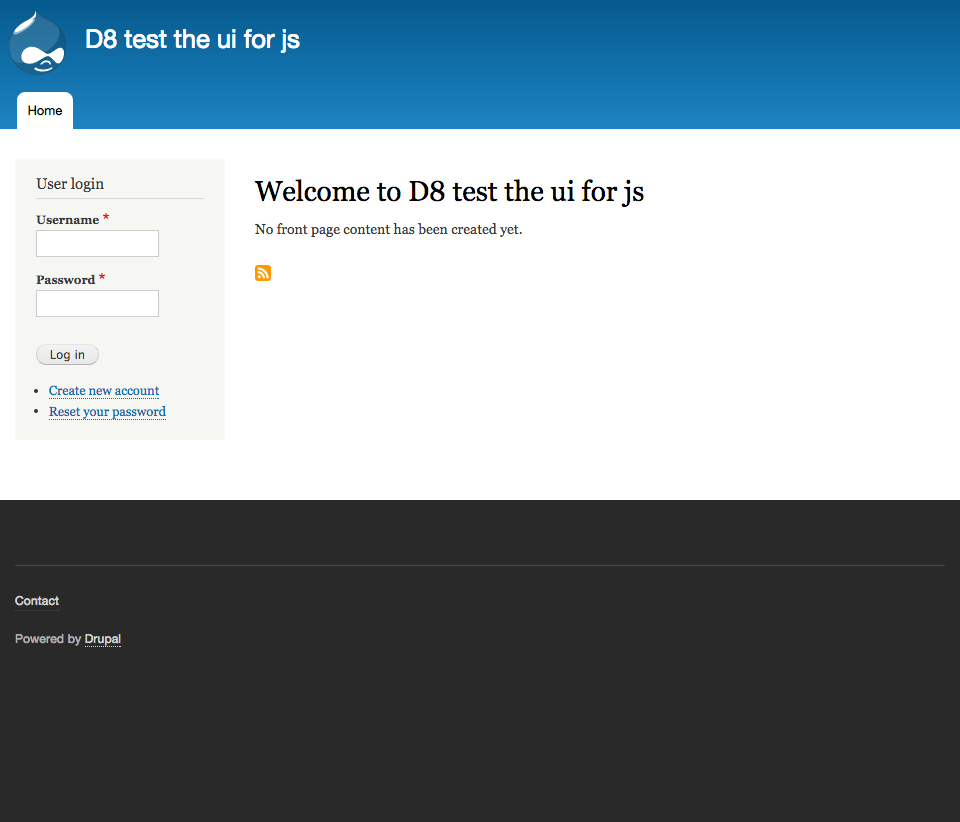 D8 test the ui for js
Home
User login
Username *
Password *
Log in
Create new account
Reset your password
Welcome to D8 test the ui for js
No front page content has been created yet.
Contact
Powered by Drupal